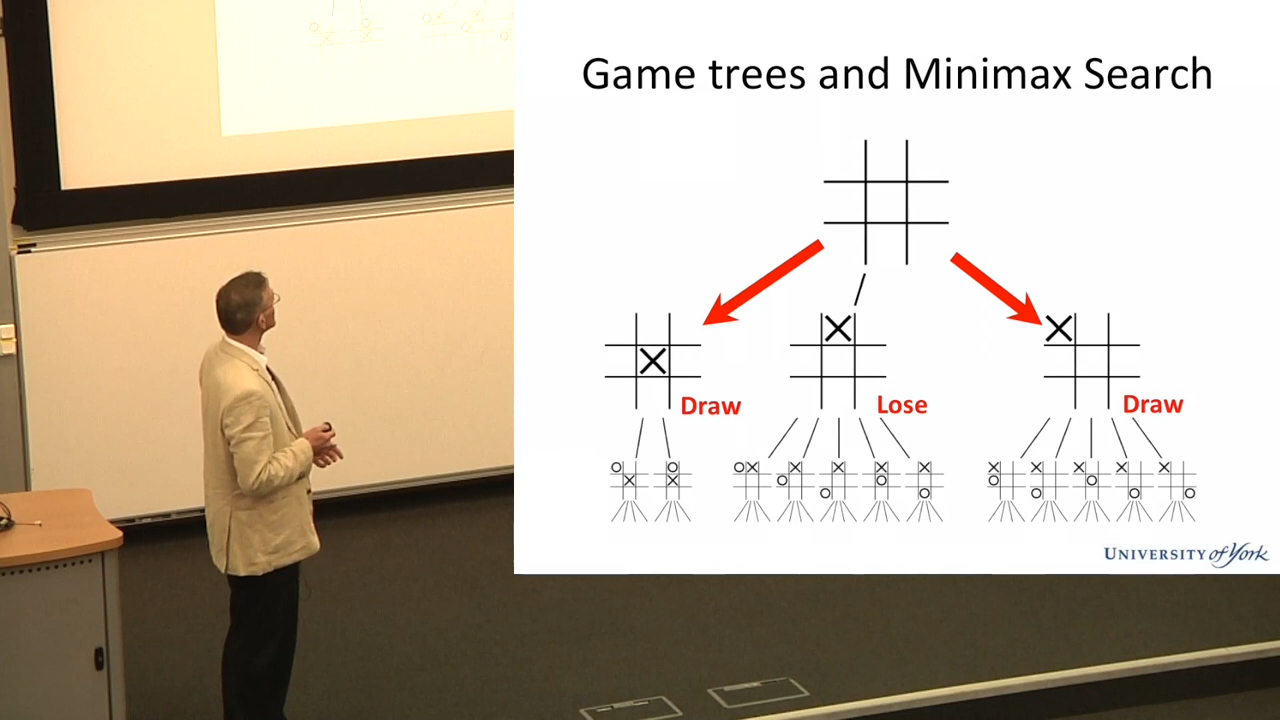 Game trees and Minimax Search
Draw
Lose
Draw
UNIVERSITY of York